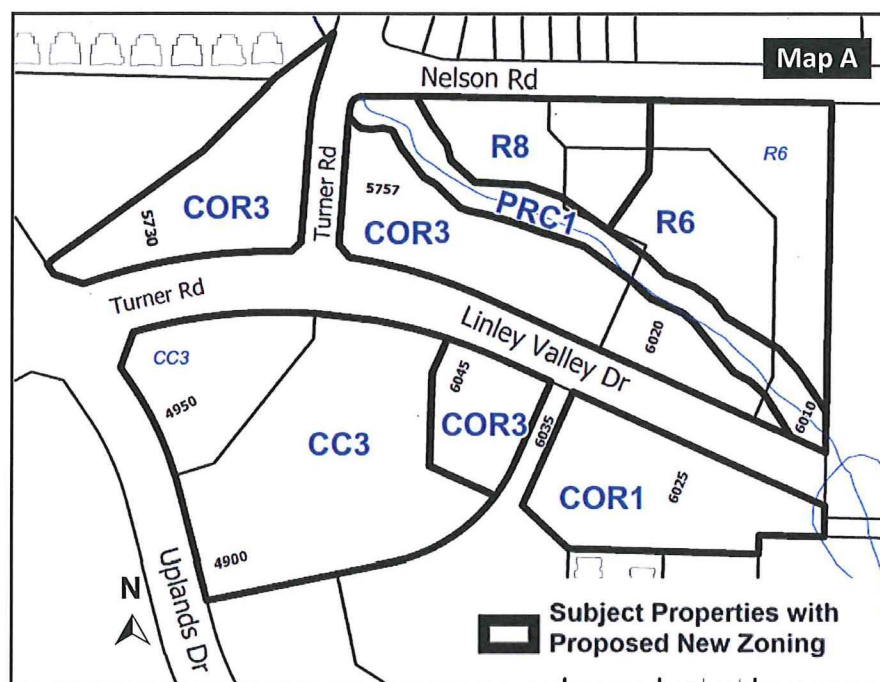 Map A
Nelson Rd
R8
R6
COR3
5730
Turner Rd
5757
COR3
PRC1
R6
Turner Rd
Linley Valley Dr
6020
6010
CC3
4950
6045
COR3
6035
CC3
COR1
6025
4900
Uplands Dr
N
Subject Properties with
Proposed New Zoning